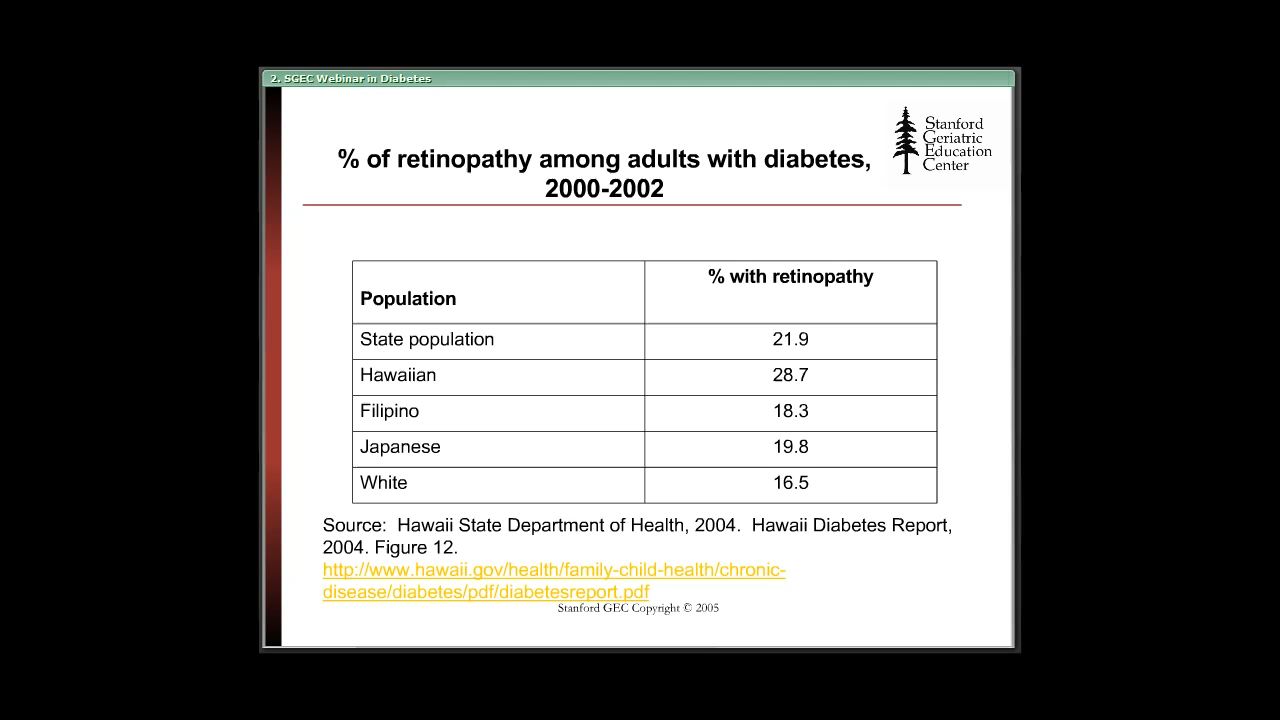 2. SGEC Webinar in Diabetes
Stanford
Geriatric
Education
Center
% of retinopathy among adults with diabetes,
2000-2002
Population % with retinopathy
State population 21.9
Hawaiian 28.7
Filipino 18.3
Japanese 19.8
White 16.5
Source:  Hawaii State Department of Health, 2004.  Hawaii Diabetes Report,
2004. Figure 12.
http://www.hawaii.gov/health/family-child-health/chronic-
disease/diabetes/pdf/diabetesreport.pdf
Stanford GEC Copyright © 2005